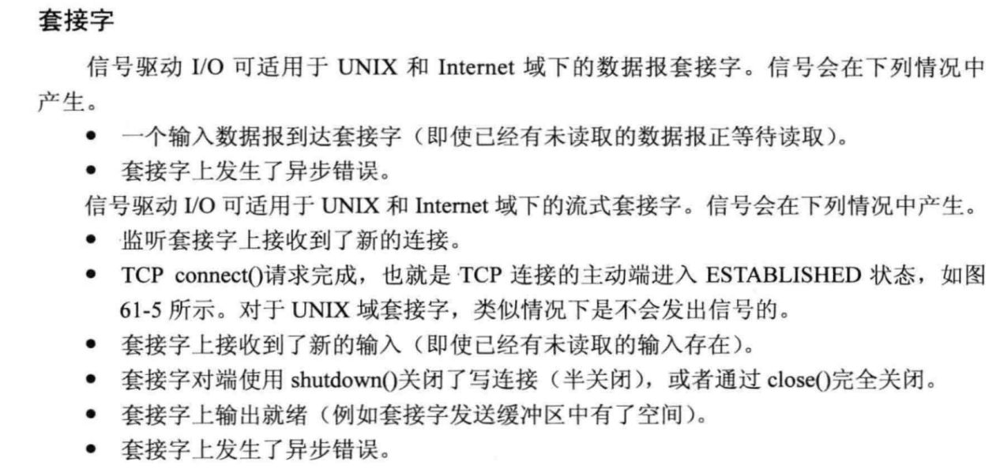 套接字
信号驱动 I/O 可适用于 UNIX 和 Internet 域下的数据报套接字。信号会在下列情况中
产生。
● 一个输入数据报到达套接字（即使已经有未读取的数据报正等待读取）。
● 套接字上发生了异步错误。
信号驱动 I/O 可适用于 UNIX 和 Internet 域下的流式套接字。信号会在下列情况中产生。
● 监听套接字上接收到了新的连接。
● TCP connect()请求完成，也就是 TCP 连接的主动端进入 ESTABLISHED 状态，如图
61-5 所示。对于 UNIX 域套接字，类似情况下是不会发出信号的。
● 套接字上接收到了新的输入（即使已经有未读取的输入存在）。
● 套接字对端使用 shutdown()关闭了写连接（半关闭），或者通过 close()完全关闭。
● 套接字上输出就绪（例如套接字发送缓冲区中有了空间）。
● 套接字上发生了异步错误。